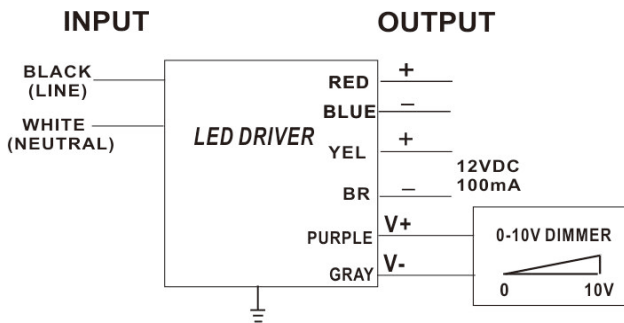 INPUT
OUTPUT
BLACK
(LINE)
WHITE
(NEUTRAL)
LED DRIVER
RED +
BLUE −
YEL +
BR −
12VDC
100mA
PURPLE V+
GRAY V-
0-10V DIMMER
0 10V